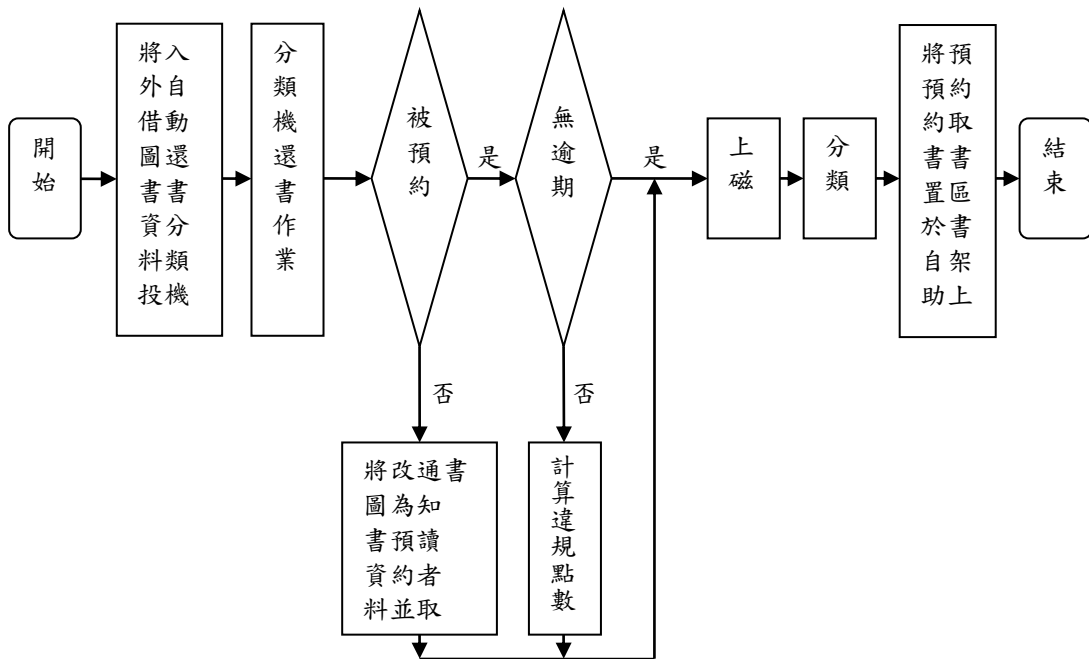 開始
將外借圖書資料投
入自動還書分類機
分類機還書作業
被預約
是
無逾期
是
上磁
分類
將預約書置於自助
預約取書區書架上
結束
否
否
將圖書資料
改為預約並
通知讀者取
書
計算違規點數